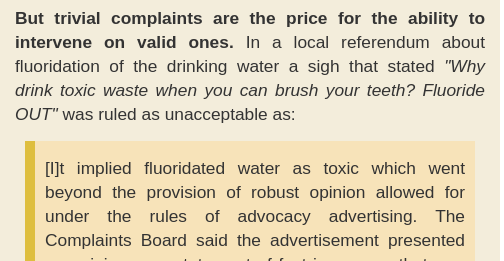 But trivial complaints are the price for the ability to
intervene on valid ones. In a local referendum about
fluoridation of the drinking water a sigh that stated "Why
drink toxic waste when you can brush your teeth? Fluoride
OUT" was ruled as unacceptable as:
[I]t implied fluoridated water as toxic which went
beyond the provision of robust opinion allowed for
under the rules of advocacy advertising. The
Complaints Board said the advertisement presented